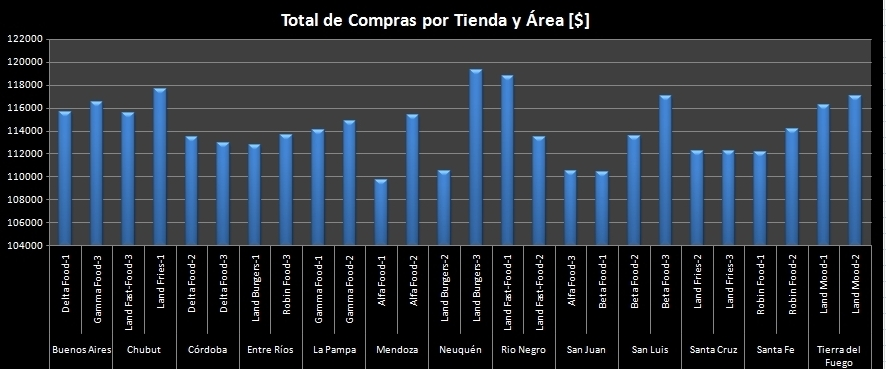 Total de Compras por Tienda y Área [$]
122000
120000
118000
116000
114000
112000
110000
108000
106000
104000
Delta Food-1
Gamma Food-3
Land Fast-Food-3
Land Fries-1
Delta Food-2
Delta Food-3
Land Burgers-1
Robin Food-3
Gamma Food-1
Gamma Food-2
Alfa Food-1
Alfa Food-2
Land Burgers-2
Land Burgers-3
Land Fast-Food-1
Land Fast-Food-2
Alfa Food-3
Beta Food-1
Beta Food-2
Beta Food-3
Land Fries-2
Land Fries-3
Robin Food-1
Robin Food-2
Land Mood-1
Land Mood-2
Buenos Aires
Chubut
Córdoba
Entre Ríos
La Pampa
Mendoza
Neuquén
Rio Negro
San Juan
San Luis
Santa Cruz
Santa Fe
Tierra del
Fuego